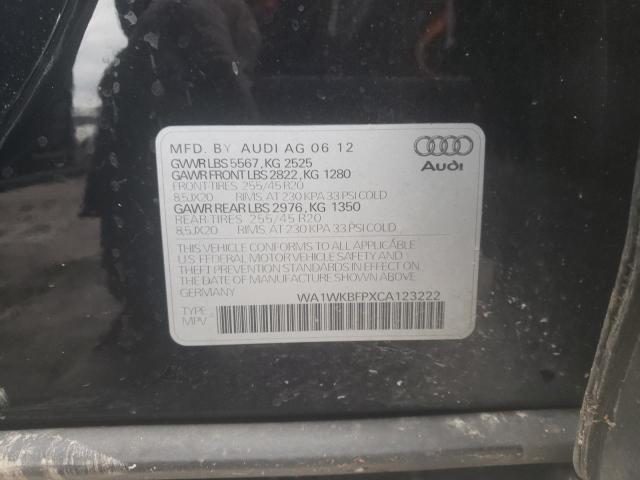 MFD. BY AUDI AG 06 12
GVWR LBS 5567, KG 2525
GAWR FRONT LBS 2822, KG 1280
FRONT TIRES 255/45 R20
8.5JX20 RIMS, AT 230 KPA 33 PSI COLD
GAWR REAR LBS 2976, KG 1350
REAR TIRES 255/45 R20
8.5JX20 RIMS, AT 230 KPA 33 PSI COLD
THIS VEHICLE CONFORMS TO ALL APPLICABLE
U.S. FEDERAL MOTOR VEHICLE SAFETY AND
THEFT PREVENTION STANDARDS IN EFFECT ON
THE DATE OF MANUFACTURE SHOWN ABOVE.
GERMANY WA1WKBFPXCA123222
TYPE
MPV
Audi